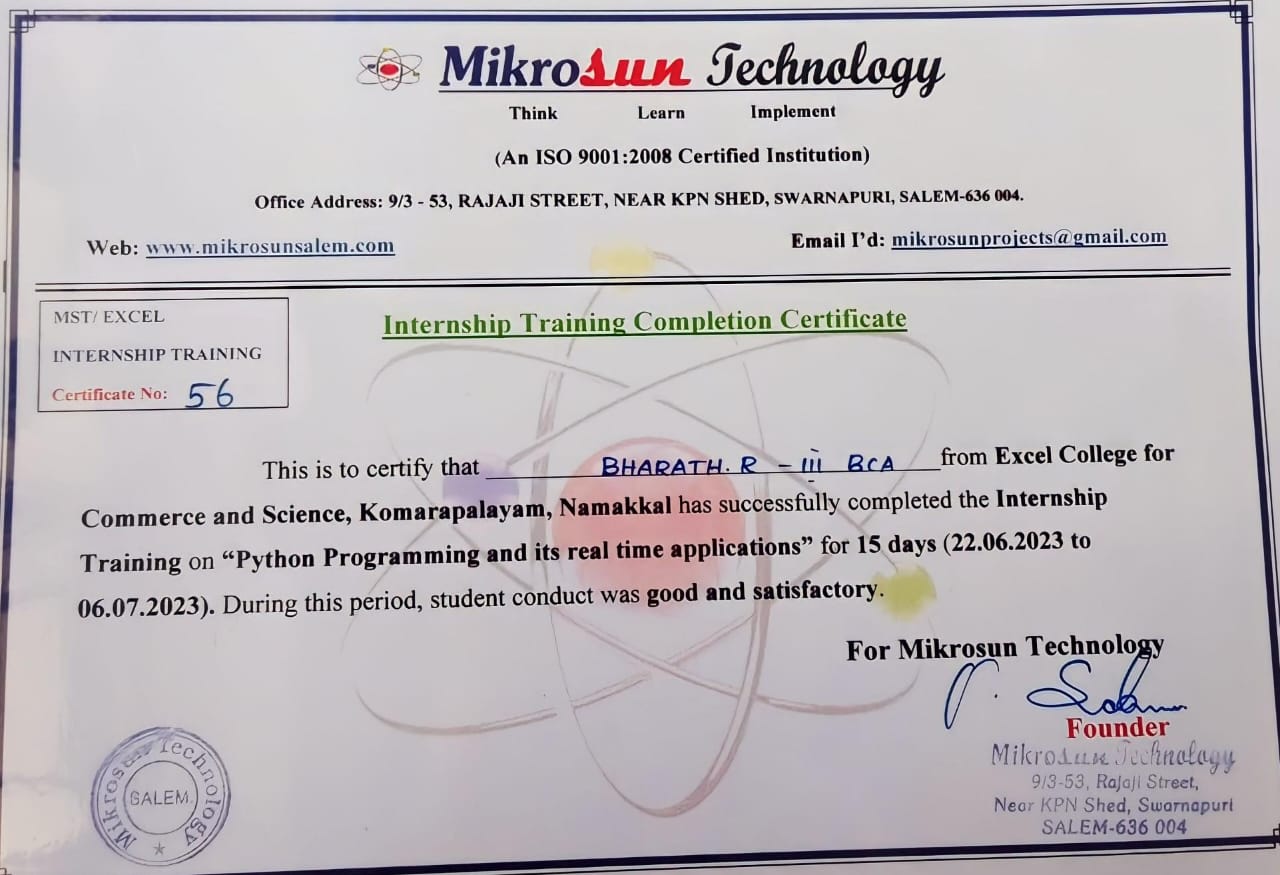 Mikrosun Technology
Think Learn Implement
(An ISO 9001:2008 Certified Institution)
Office Address: 9/3 - 53, RAJAJI STREET, NEAR KPN SHED, SWARNAPURI, SALEM-636 004.
Web: www.mikrosunsalem.com Email I'd: mikrosunprojects@gmail.com
MST/ EXCEL
INTERNSHIP TRAINING
Certificate No: 56
Internship Training Completion Certificate
This is to certify that BHARATH. R - iii BCA from Excel College for
Commerce and Science, Komarapalayam, Namakkal has successfully completed the Internship
Training on “Python Programming and its real time applications” for 15 days (22.06.2023 to
06.07.2023). During this period, student conduct was good and satisfactory.
For Mikrosun Technology
Founder
Mikrosun Technology
9/3-53, Rajaji Street,
Near KPN Shed, Swarnapuri
SALEM-636 004
Mikrosun Technology
SALEM.